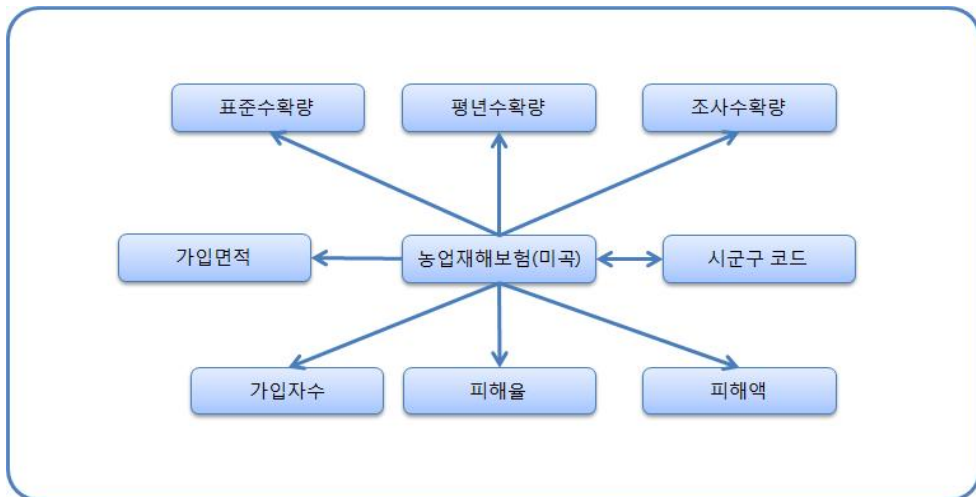 표준수확량
평년수확량
조사수확량
가입면적
농업재해보험(미곡)
시군구 코드
가입자수
피해율
피해액